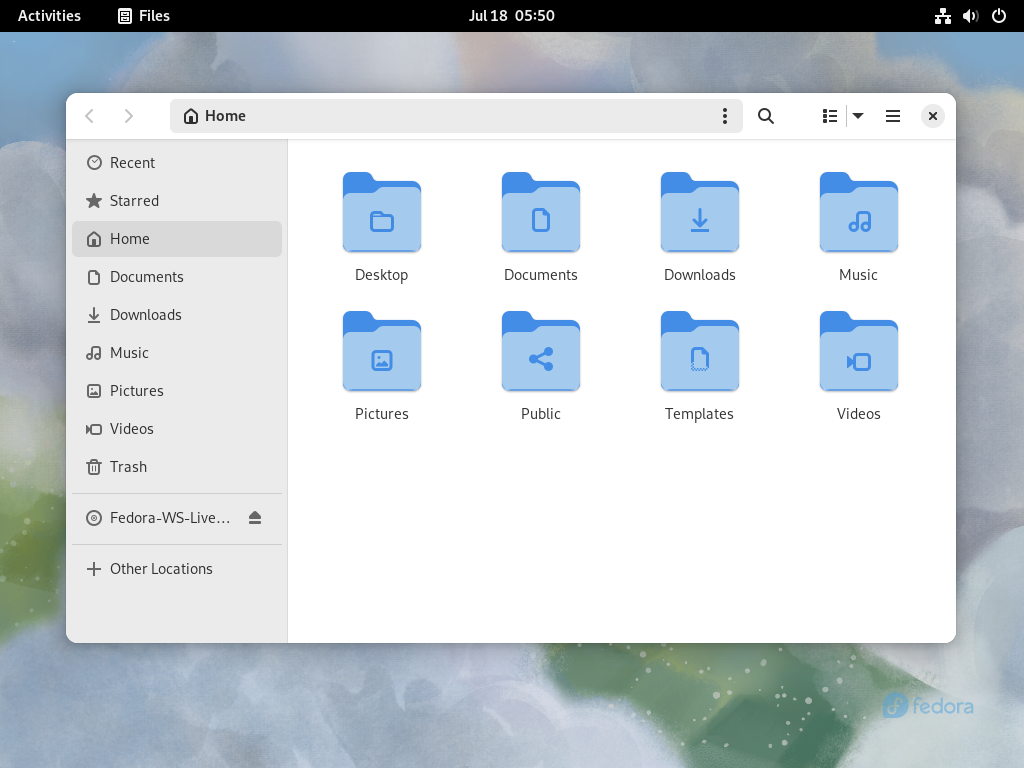 Activities Files Jul 18 05:50
Home
Recent
Starred
Home
Documents
Downloads
Music
Pictures
Videos
Trash
Fedora-WS-Live…
Other Locations
Desktop Documents Downloads Music
Pictures Public Templates Videos
fedora